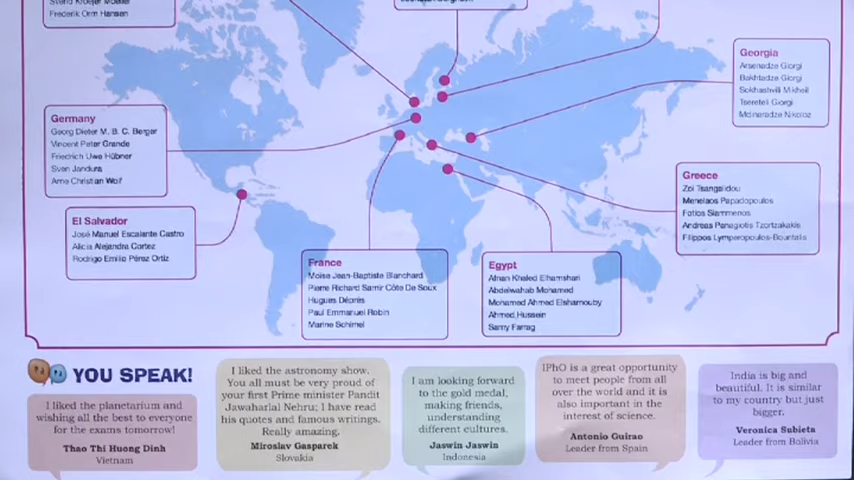 Frederik Orm Hansen
Georgia
Arsenadze Giorgi
Bakhtadze Giorgi
Sokhashvili Mikheil
Tsereteli Giorgi
Modnaradze Nikoloz
Germany
Georg Dieter M. B. C. Berger
Vincent Peter Grande
Friedrich Uwe Hübner
Sven Jandura
Arne Christian Wolf
Greece
Zoi Tsangalidou
Menelaos Papadopoulos
Fotios Siammenos
Andreas Panagiotis Tzortzakakis
Filippos Lymperopoulos-Bountalis
El Salvador
José Manuel Escalante Castro
Alicia Alejandra Cortez
Rodrigo Emilio Pérez Ortiz
France
Moise Jean-Baptiste Blanchard
Pierre Richard Samir Côte De Soux
Hugues Déprés
Paul Emmanuel Robin
Marine Schimel
Egypt
Afnan Khaled Elhamshari
Abdelwahab Mohamed
Mohamed Ahmed Elshamouby
Ahmed Hussein
Samy Farrag
YOU SPEAK!
I liked the planetarium and
wishing all the best to everyone
for the exams tomorrow!
Thao Thi Huong Dinh
Vietnam
I liked the astronomy show.
You all must be very proud of
your first Prime minister Pandit
Jawaharlal Nehru; I have read
his quotes and famous writings.
Really amazing.
Miroslav Gasparek
Slovakia
I am looking forward
to the gold medal,
making friends,
understanding
different cultures.
Jaswin Jaswin
Indonesia
IPhO is a great opportunity
to meet people from all
over the world and it is
also important in the
interest of science.
Antonio Guirao
Leader from Spain
India is big and
beautiful. It is similar
to my country but just
bigger.
Veronica Subieta
Leader from Bolivia